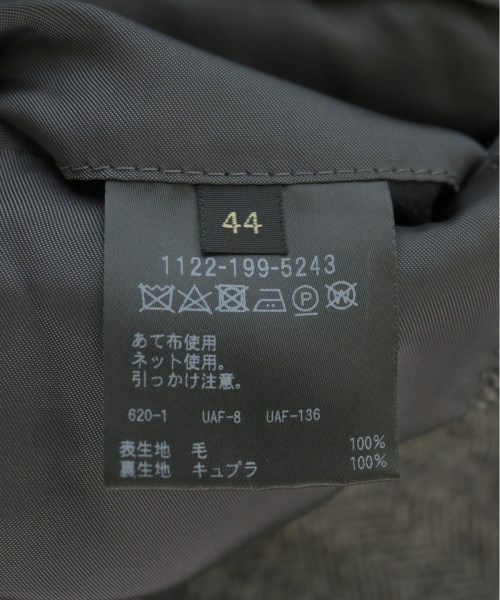 44
1122-199-5243
あて布使用
ネット使用。
引っかけ注意。
620-1 UAF-8 UAF-136
表生地 毛 100%
裏生地 キュプラ 100%